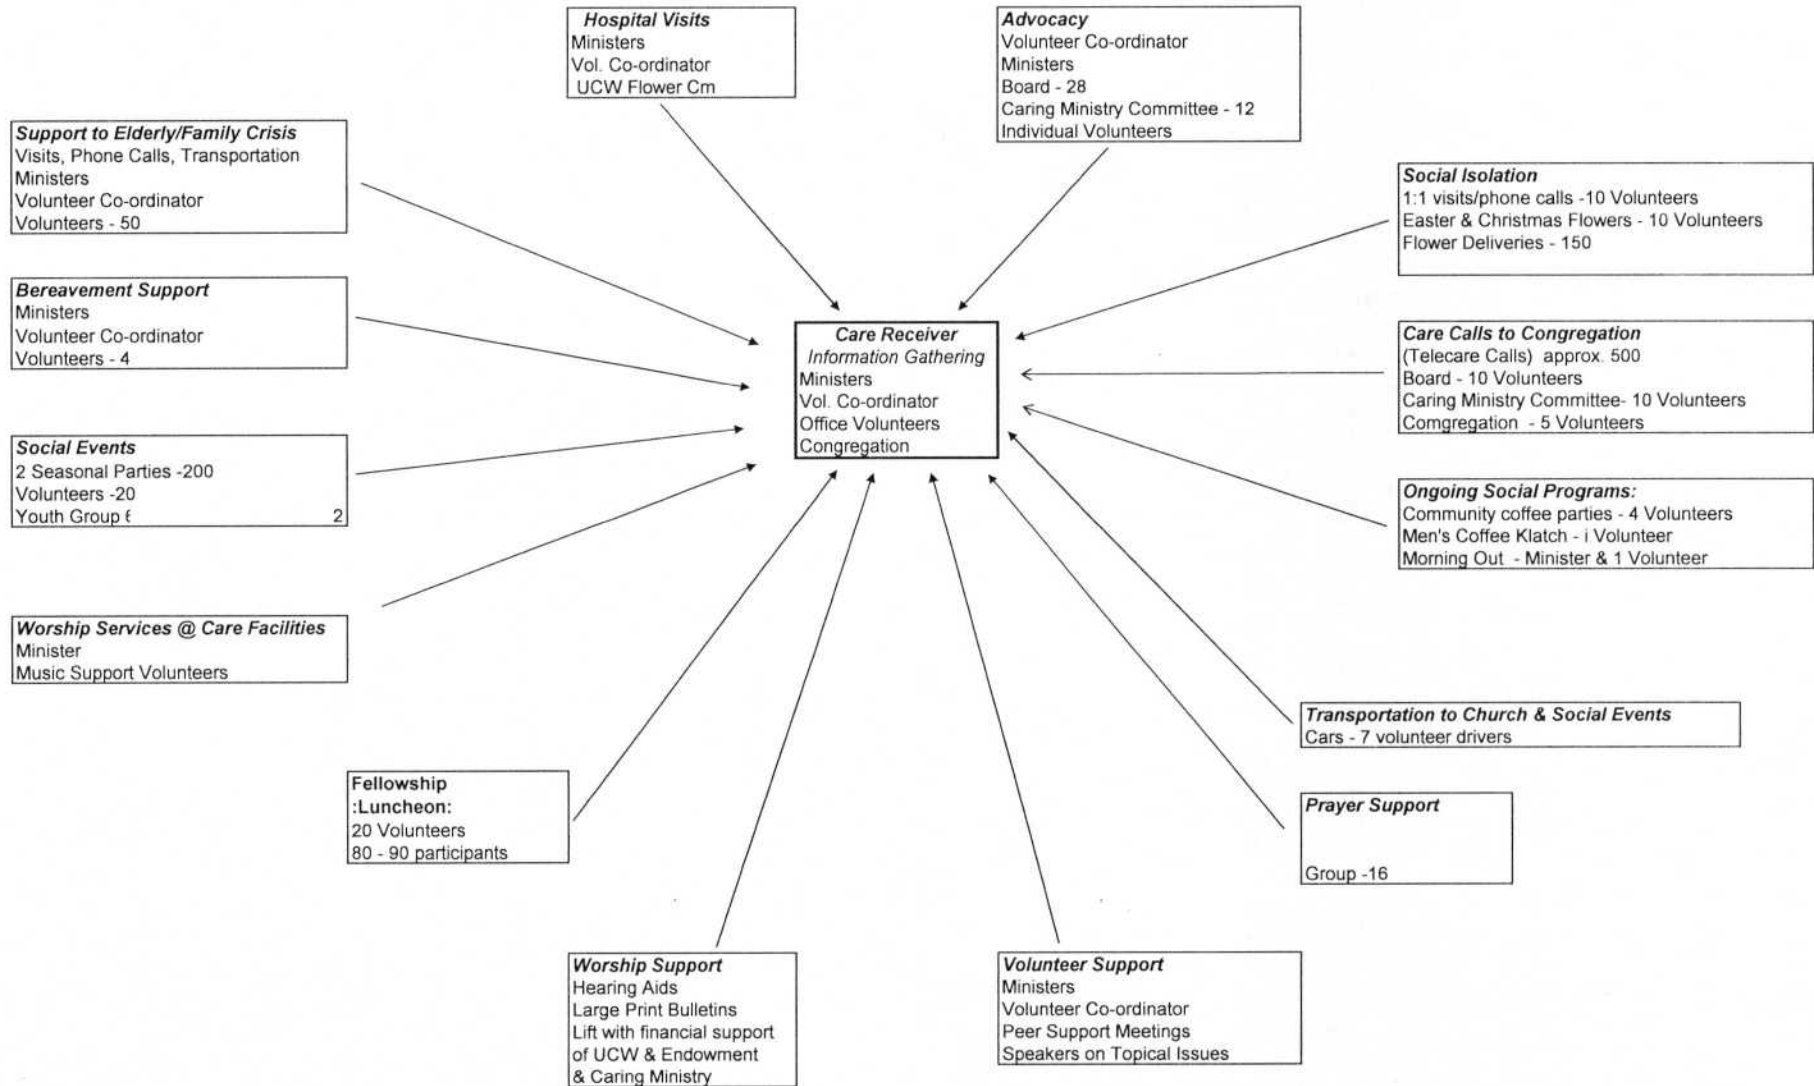 Hospital Visits
Ministers
Vol. Co-ordinator
UCW Flower Cm
Advocacy
Volunteer Co-ordinator
Ministers
Board - 28
Caring Ministry Committee - 12
Individual Volunteers
Support to Elderly/Family Crisis
Visits, Phone Calls, Transportation
Ministers
Volunteer Co-ordinator
Volunteers - 50
Social Isolation
1:1 visits/phone calls -10 Volunteers
Easter & Christmas Flowers - 10 Volunteers
Flower Deliveries - 150
Bereavement Support
Ministers
Volunteer Co-ordinator
Volunteers - 4
Care Receiver
Information Gathering
Ministers
Vol. Co-ordinator
Office Volunteers
Congregation
Care Calls to Congregation
(Telecare Calls) approx. 500
Board - 10 Volunteers
Caring Ministry Committee- 10 Volunteers
Comgregation - 5 Volunteers
Social Events
2 Seasonal Parties -200
Volunteers -20
Youth Group 2
Ongoing Social Programs:
Community coffee parties - 4 Volunteers
Men's Coffee Klatch - i Volunteer
Morning Out - Minister & 1 Volunteer
Worship Services @ Care Facilities
Minister
Music Support Volunteers
Transportation to Church & Social Events
Cars - 7 volunteer drivers
Fellowship
:Luncheon:
20 Volunteers
80 - 90 participants
Prayer Support
Group -16
Worship Support
Hearing Aids
Large Print Bulletins
Lift with financial support
of UCW & Endowment
& Caring Ministry
Volunteer Support
Ministers
Volunteer Co-ordinator
Peer Support Meetings
Speakers on Topical Issues